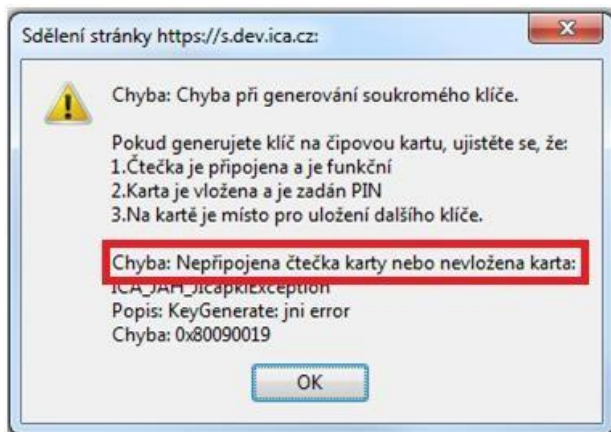 Sdělení stránky https://s.dev.ica.cz:
Chyba: Chyba při generování soukromého klíče.
Pokud generujete klíč na čipovou kartu, ujistěte se, že:
1.Čtečka je připojena a je funkční
2.Karta je vložena a je zadán PIN
3.Na kartě je místo pro uložení dalšího klíče.
Chyba: Nepřipojena čtečka karty nebo nevložena karta:
ICA_JAH_JicapkiException
Popis: KeyGenerate: jni error
Chyba: 0x80090019
OK